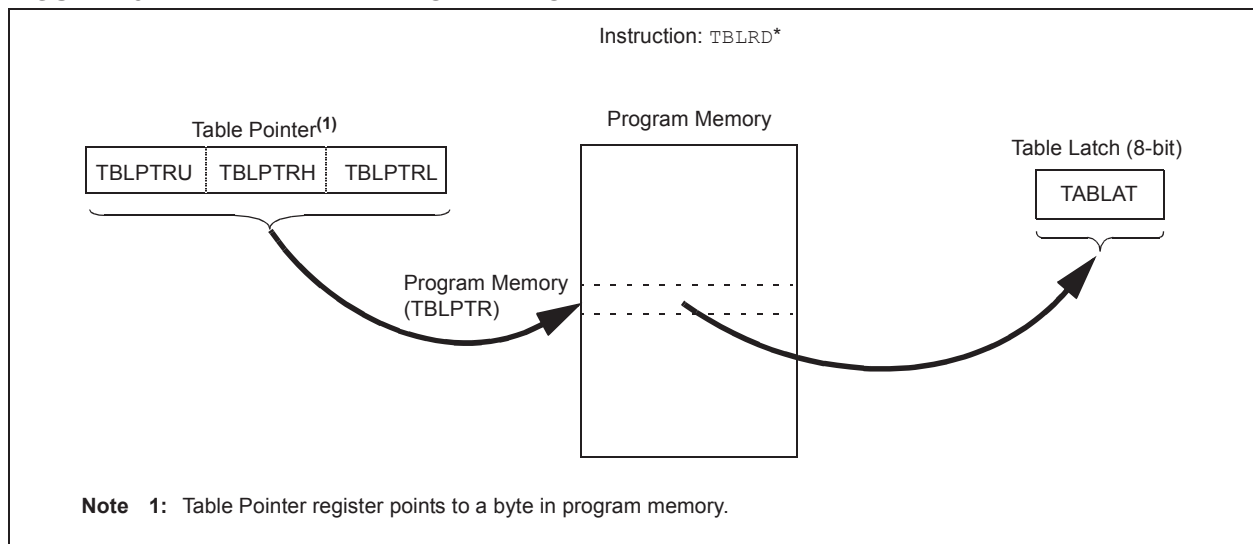 Instruction: TBLRD*
Table Pointer(1)
Program Memory
Table Latch (8-bit)
TBLPTRU TBLPTRH TBLPTRL
TABLAT
Program Memory
(TBLPTR)
Note 1: Table Pointer register points to a byte in program memory.